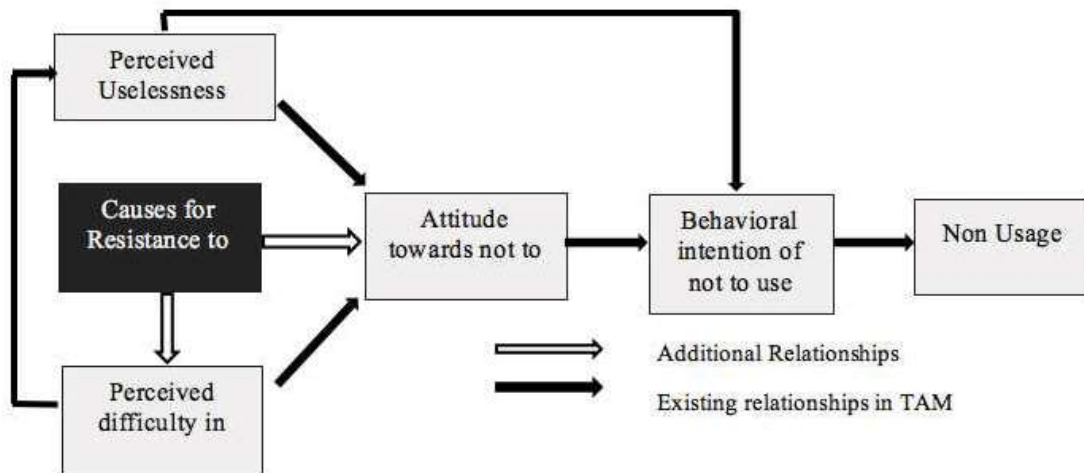 Perceived
Uselessness
Causes for
Resistance to
Attitude
towards not to
Behavioral
intention of
not to use
Non Usage
Perceived
difficulty in
Additional Relationships
Existing relationships in TAM